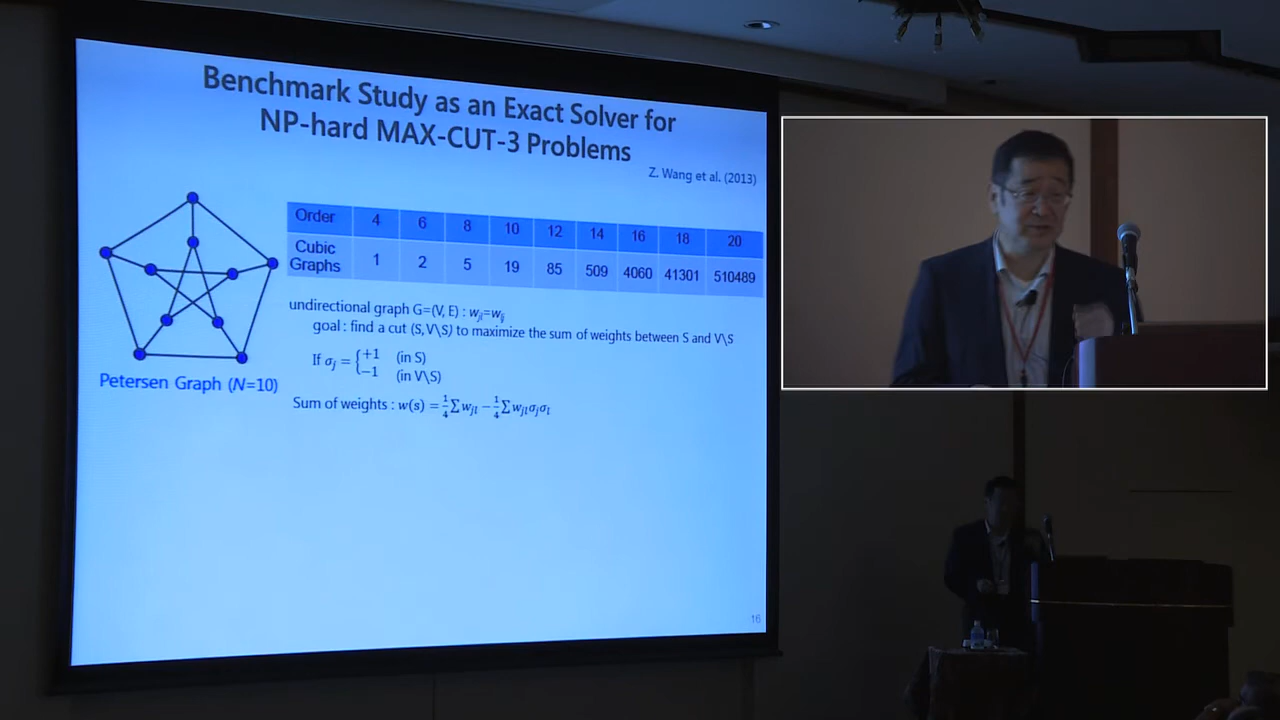 Benchmark Study as an Exact Solver for
NP-hard MAX-CUT-3 Problems
Z. Wang et al. (2013)
Order 4 6 8 10 12 14 16 18 20
Cubic Graphs 1 2 5 19 85 509 4060 41301 510489
undirectional graph G=(V, E) : w_jl=w_lj
goal : find a cut (S,V\S) to maximize the sum of weights between S and V\S
If σ_j = { +1 (in S)
−1 (in V\S)
Petersen Graph (N=10)
Sum of weights : w(s) = 1/4 Σ w_jl − 1/4 Σ w_jl σ_j σ_l
16